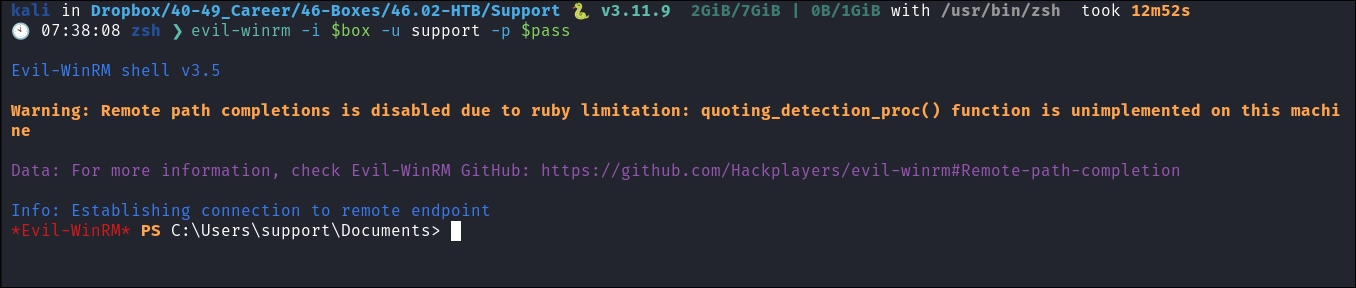 kali in Dropbox/40-49_Career/46-Boxes/46.02-HTB/Support 🐍 v3.11.9 2GiB/7GiB | 0B/1GiB with /usr/bin/zsh took 12m52s
🕙 07:38:08 zsh ❯ evil-winrm -i $box -u support -p $pass
Evil-WinRM shell v3.5
Warning: Remote path completions is disabled due to ruby limitation: quoting_detection_proc() function is unimplemented on this machi
ne
Data: For more information, check Evil-WinRM GitHub: https://github.com/Hackplayers/evil-winrm#Remote-path-completion
Info: Establishing connection to remote endpoint
*Evil-WinRM* PS C:\Users\support\Documents>